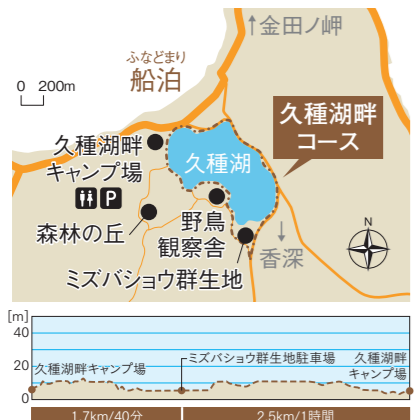 ↑金田ノ岬
ふなどまり
船泊
0 200m
久種湖畔
コース
久種湖畔
キャンプ場
P
久種湖
森林の丘
野鳥
観察舎
N
↓
香深
ミズバショウ群生地
[m]
40
20
0
久種湖畔キャンプ場
ミズバショウ群生地駐車場
久種湖畔
キャンプ場
1.7km/40分
2.5km/1時間